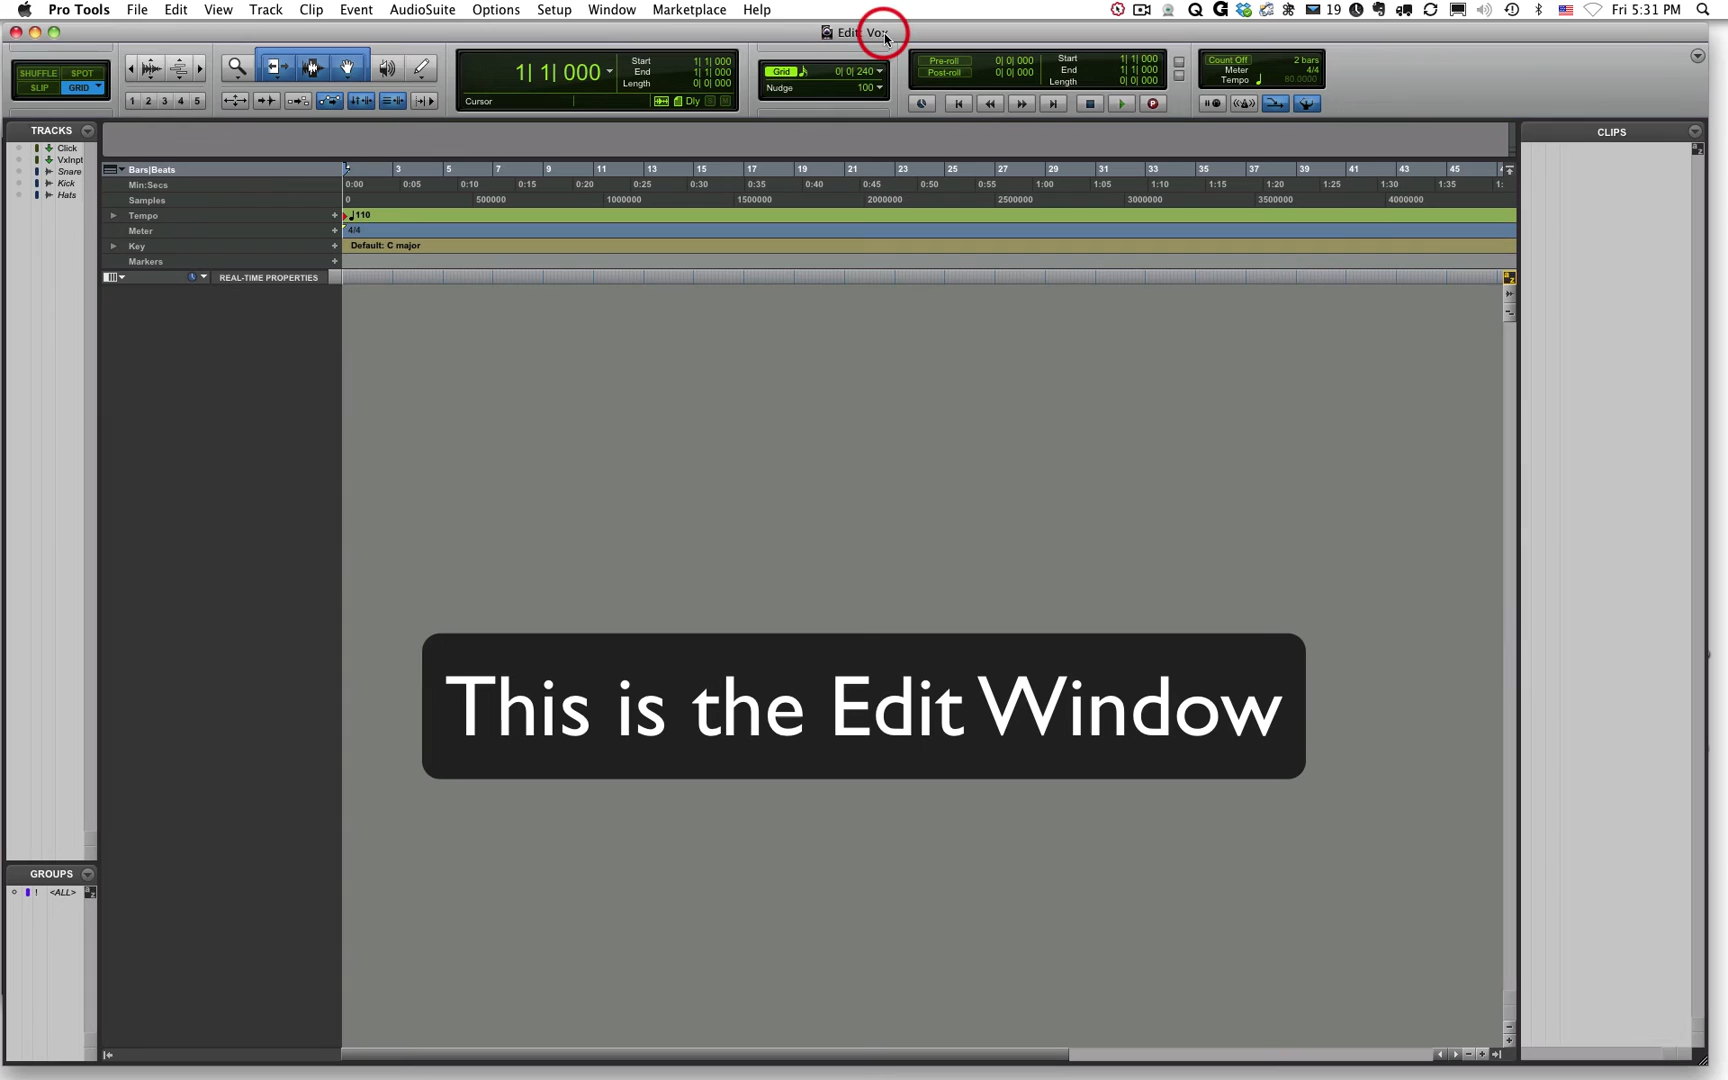 Pro Tools File Edit View Track Clip Event AudioSuite Options Setup Window Marketplace Help 19 Fri 5:31 PM
Edit: Vox
SHUFFLE SPOT
SLIP GRID
1 2 3 4 5
1| 1| 000
Start 1| 1| 000
End 1| 1| 000
Length 0| 0| 000
Cursor Dly
Grid 0| 0| 240
Nudge 100
Pre-roll 0| 0| 000
Post-roll 0| 0| 000
Start 1| 1| 000
End 1| 1| 000
Length 0| 0| 000
Count Off 2 bars
Meter 4/4
Tempo 80.0000
TRACKS
Click
VxInpt
Snare
Kick
Hats
CLIPS
Bars|Beats 3 5 7 9 11 13 15 17 19 21 23 25 27 29 31 33 35 37 39 41 43 45
Min:Secs 0:00 0:05 0:10 0:15 0:20 0:25 0:30 0:35 0:40 0:45 0:50 0:55 1:00 1:05 1:10 1:15 1:20 1:25 1:30 1:35 1:
Samples 0 500000 1000000 1500000 2000000 2500000 3000000 3500000 4000000
Tempo + 110
Meter + 4/4
Key + Default: C major
Markers +
REAL-TIME PROPERTIES
This is the Edit Window
GROUPS
! <ALL>